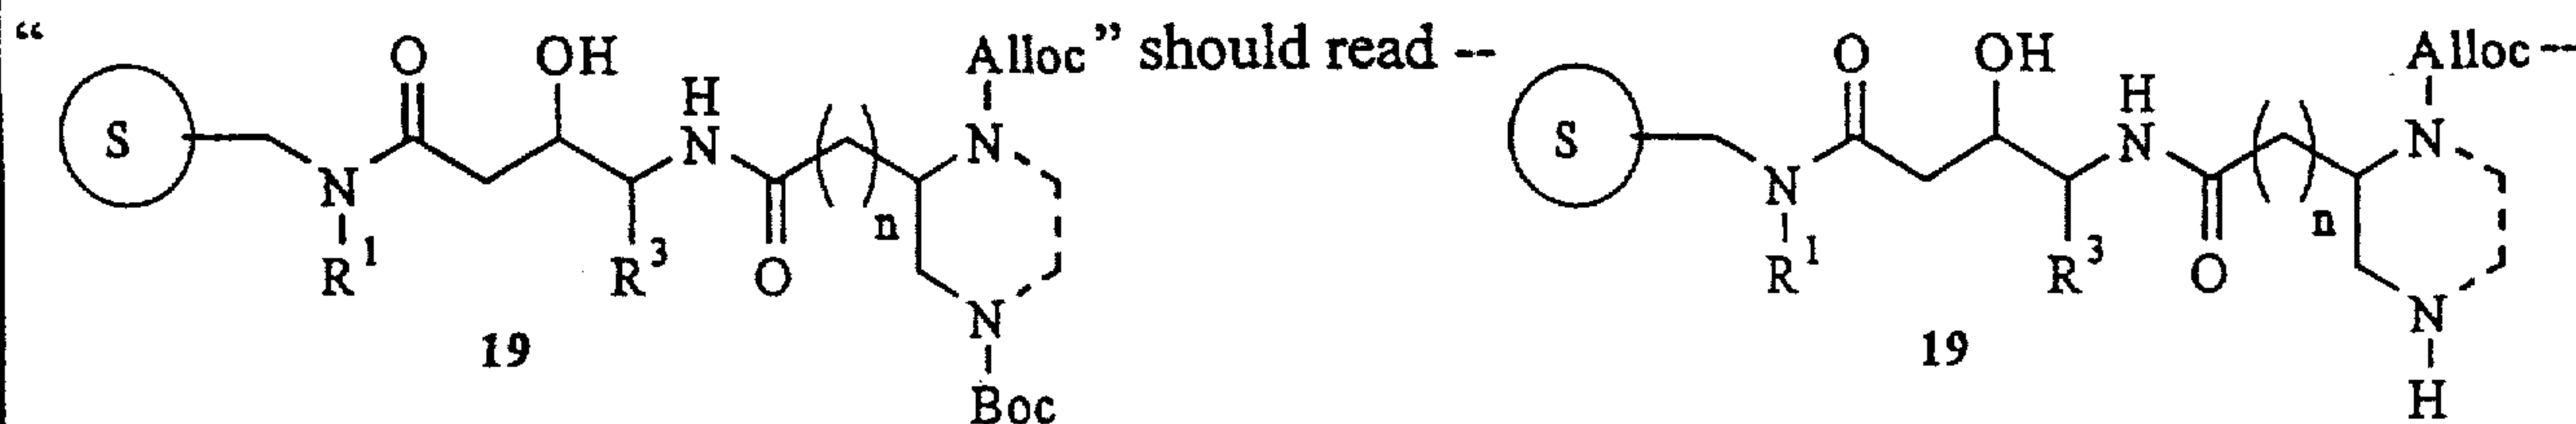 “ O OH Alloc ” should read -- O OH Alloc --
S H N N S H N N
N n N n
R1 R3 O R1 R3 O
N N
19 19
Boc H